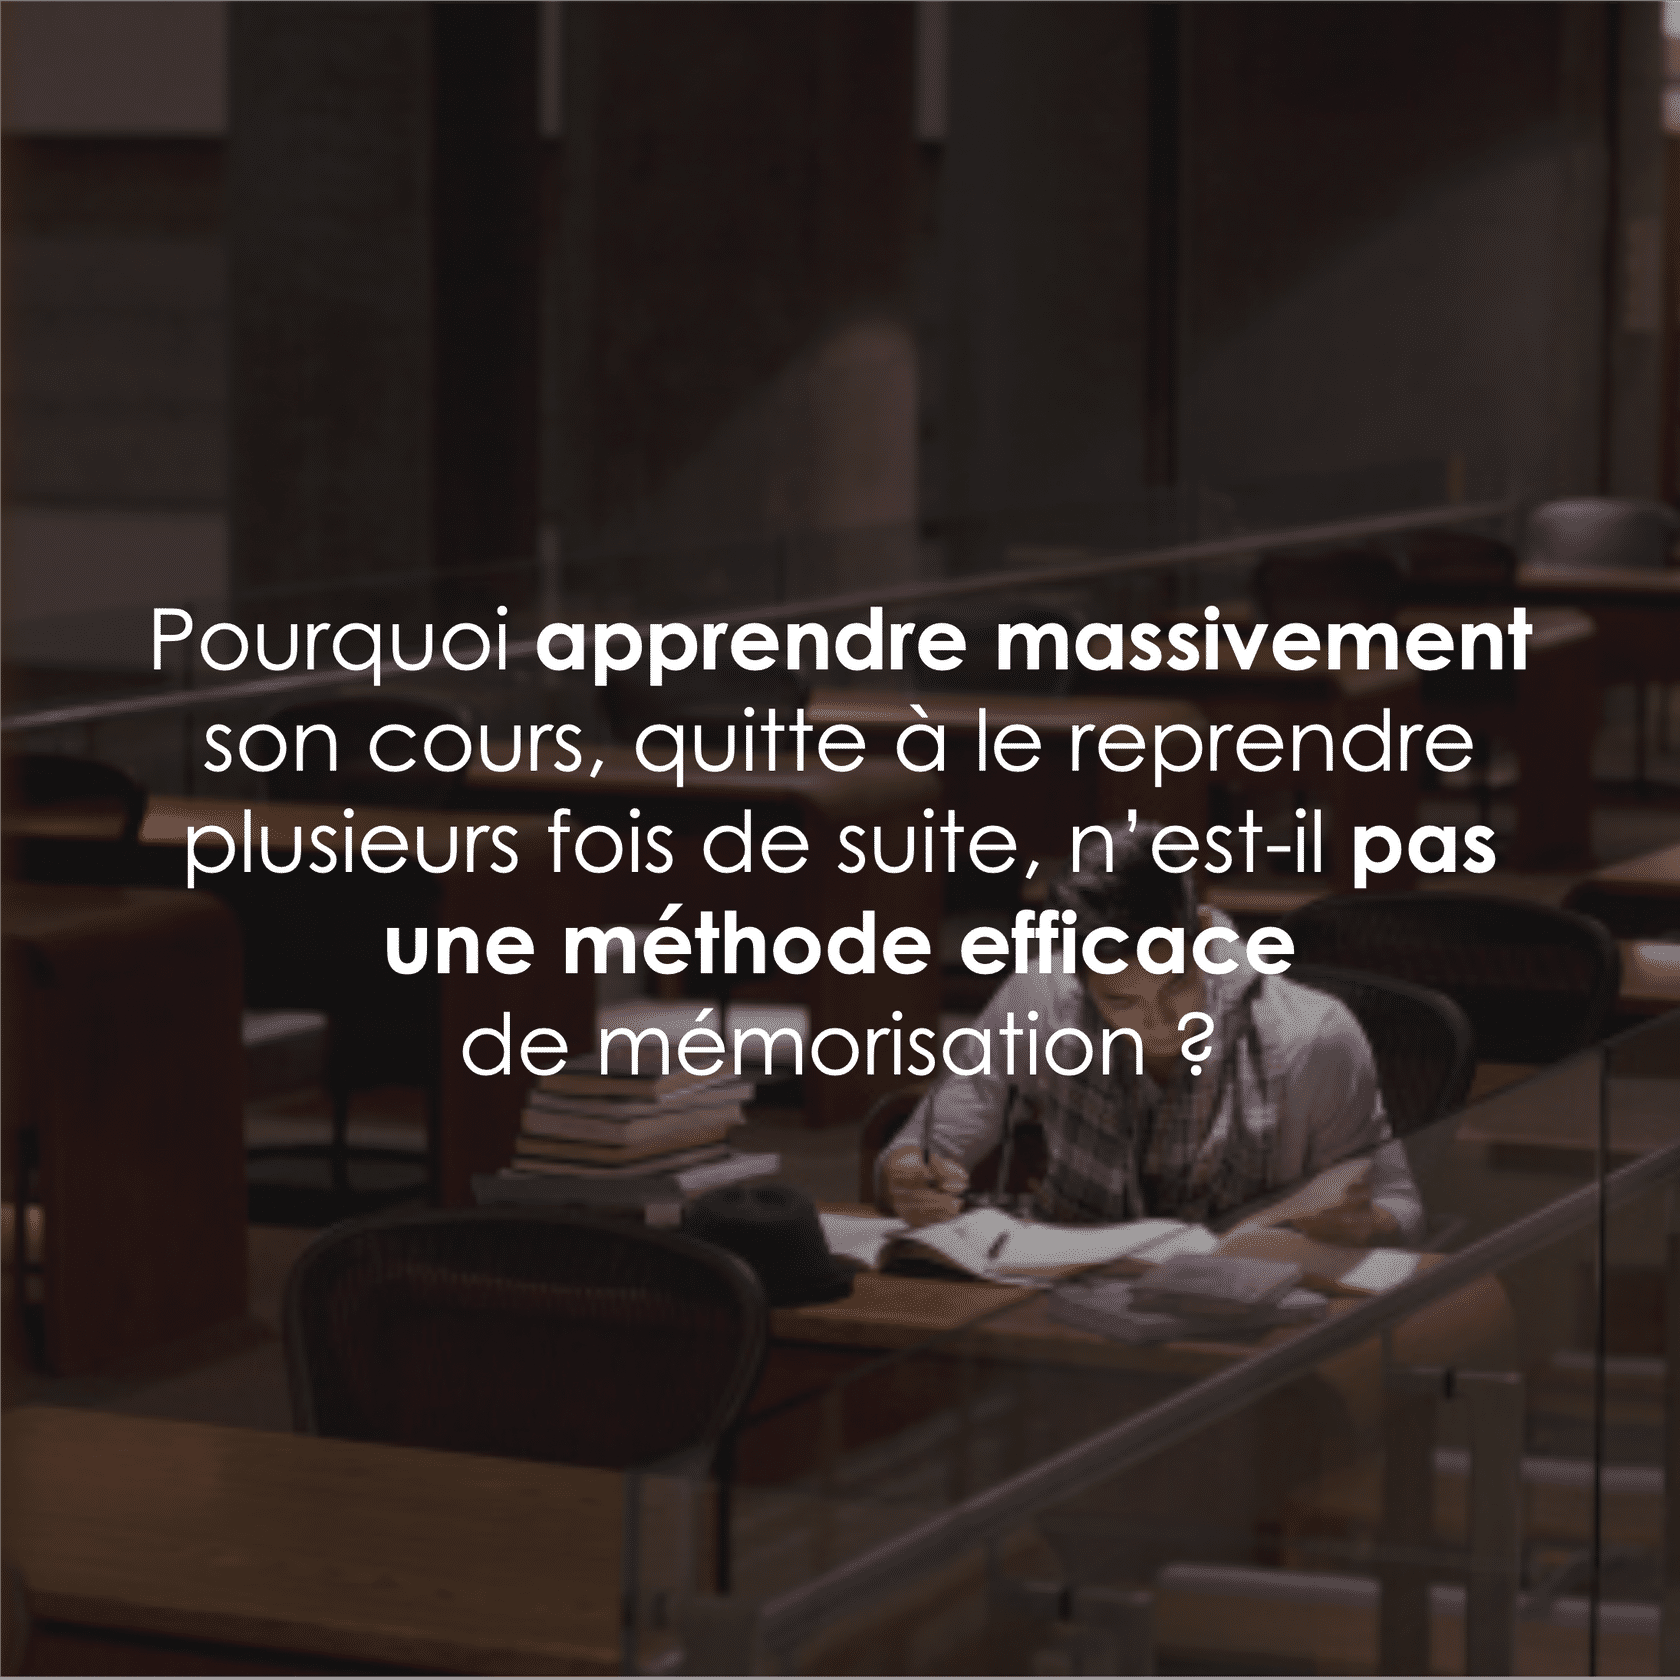 Pourquoi apprendre massivement
son cours, quitte à le reprendre
plusieurs fois de suite, n’est-il pas
une méthode efficace
de mémorisation ?